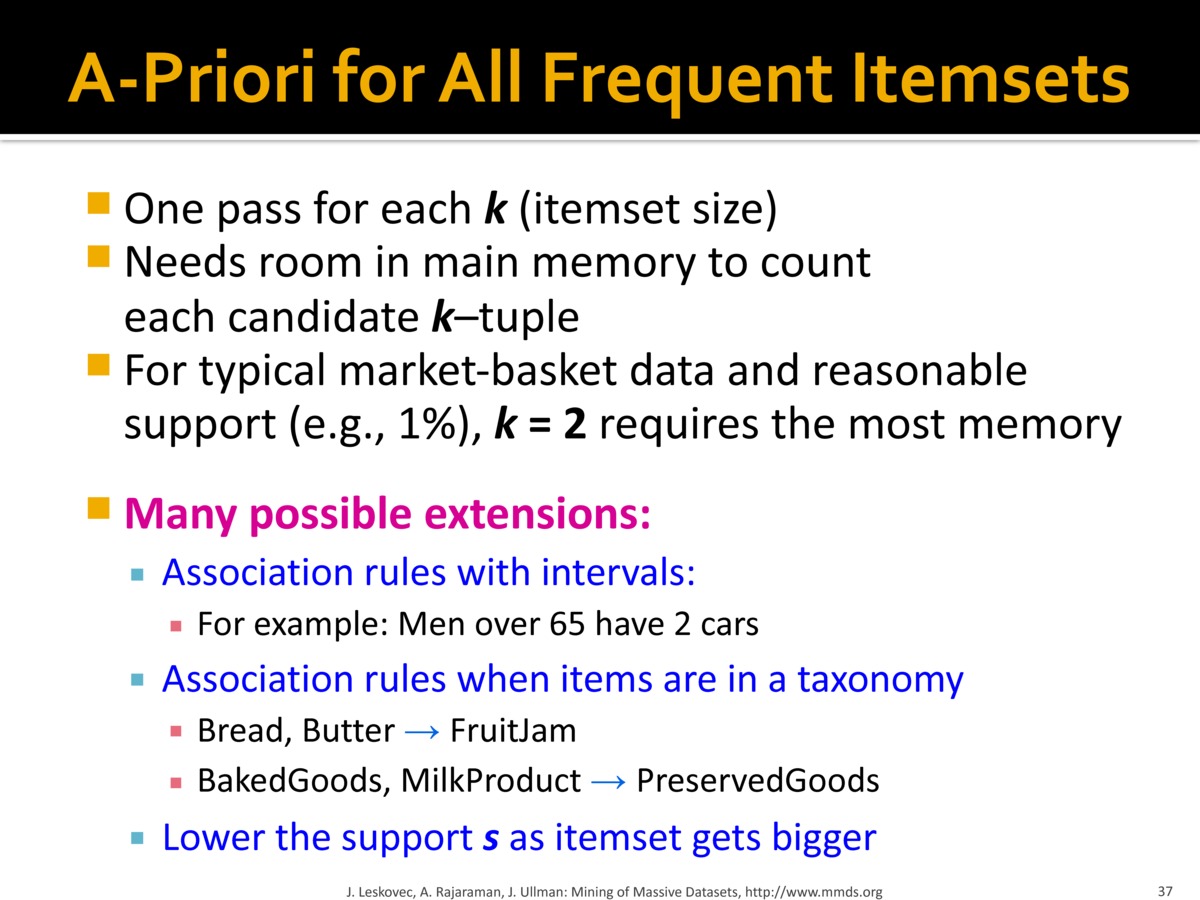 A-Priori for All Frequent Itemsets
One pass for each k (itemset size)
Needs room in main memory to count
each candidate k–tuple
For typical market-basket data and reasonable
support (e.g., 1%), k = 2 requires the most memory
Many possible extensions:
Association rules with intervals:
For example: Men over 65 have 2 cars
Association rules when items are in a taxonomy
Bread, Butter → FruitJam
BakedGoods, MilkProduct → PreservedGoods
Lower the support s as itemset gets bigger
J. Leskovec, A. Rajaraman, J. Ullman: Mining of Massive Datasets, http://www.mmds.org
37